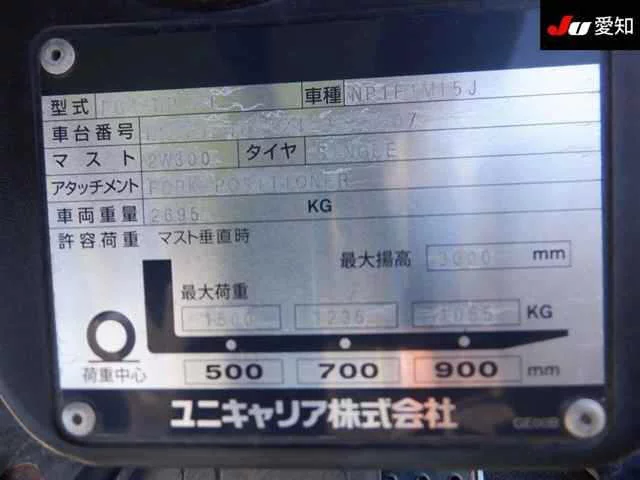 Ju 愛知
型式 車種
車台番号
マスト 2W300 タイヤ SINGLE
アタッチメント FORK POSITIONER
車両重量 2695 KG
許容荷重 マスト垂直時
最大揚高 3000 mm
最大荷重
1500 1235 1065 KG
500 700 900 mm
荷重中心
ユニキャリア株式会社